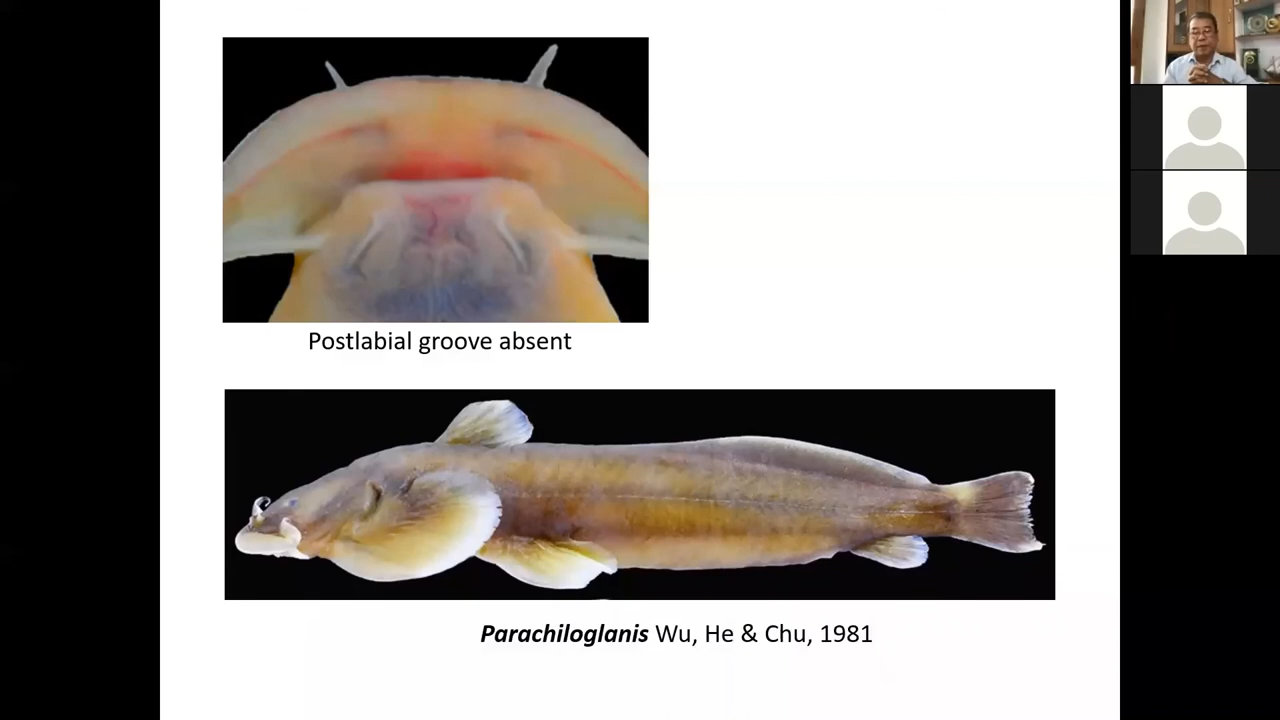 Postlabial groove absent
Parachiloglanis Wu, He & Chu, 1981